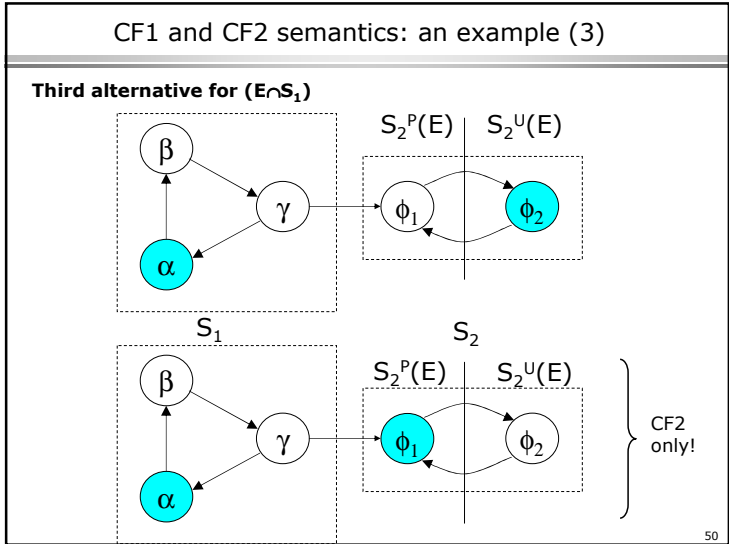 CF1 and CF2 semantics: an example (3)
Third alternative for (E∩S₁)
S₂ᴾ(E) S₂ᵁ(E)
β
γ
ϕ₁
ϕ₂
α
S₁
S₂
S₂ᴾ(E) S₂ᵁ(E)
β
γ
ϕ₁
ϕ₂
α
CF2
only!
50